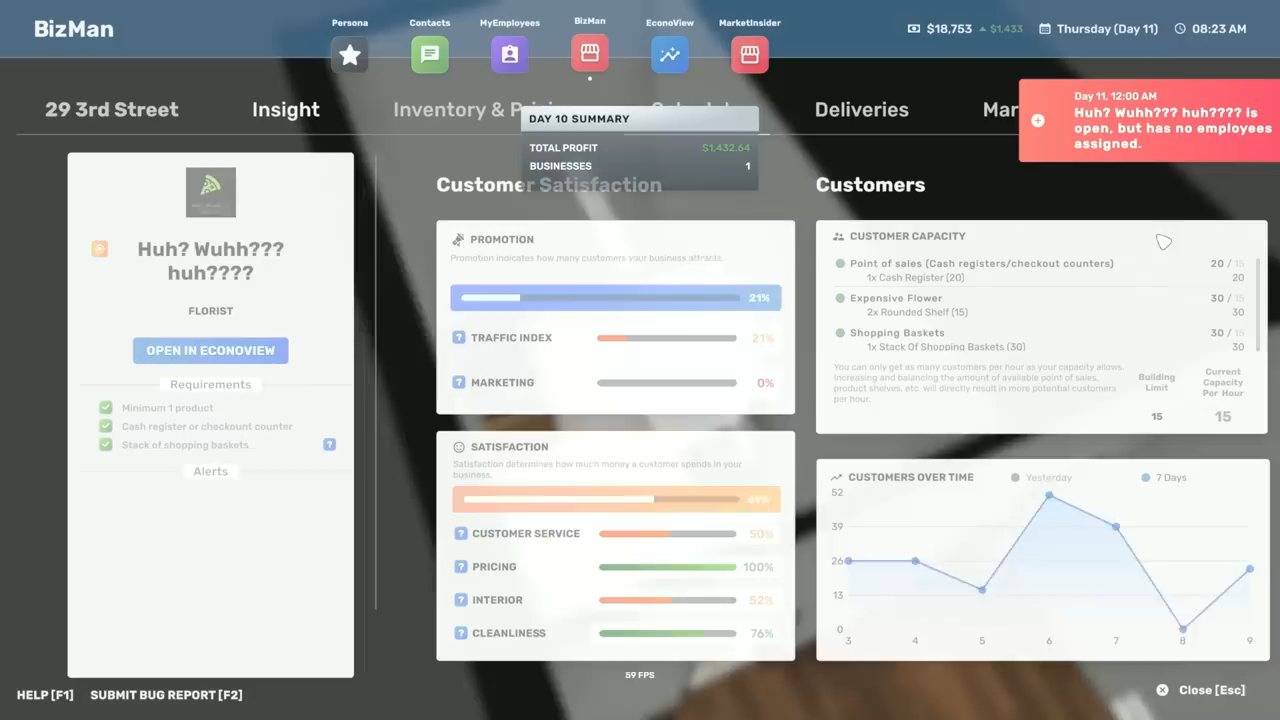 BizMan
Persona
Contacts
MyEmployees
BizMan
EconoView
MarketInsider
$18,753
$1,433
Thursday (Day 11)
08:23 AM
29 3rd Street
Insight
Inventory & Pri
Deliveries
Mar
DAY 10 SUMMARY
TOTAL PROFIT
$1,432.64
BUSINESSES
1
Day 11, 12:00 AM
Huh? Wuhh??? huh???? is
open, but has no employees
assigned.
Huh? Wuhh???
huh????
FLORIST
OPEN IN ECONOVIEW
Requirements
Minimum 1 product
Cash register or checkount counter
Stack of shopping baskets
?
Alerts
Customer Satisfaction
PROMOTION
Promotion indicates how many customers your business attracts.
21%
? TRAFFIC INDEX
21%
? MARKETING
0%
SATISFACTION
Satisfaction determines how much money a customer spends in your
business.
69%
? CUSTOMER SERVICE
50%
? PRICING
100%
? INTERIOR
52%
? CLEANLINESS
76%
Customers
CUSTOMER CAPACITY
Point of sales (Cash registers/checkout counters)
20 / 15
1x Cash Register (20)
20
Expensive Flower
30 / 15
2x Rounded Shelf (15)
30
Shopping Baskets
30 / 15
1x Stack Of Shopping Baskets (30)
30
You can only get as many customers per hour as your capacity allows.
Increasing and balancing the amount of available point of sales,
product shelves, etc. will directly result in more potential customers
per hour.
Building
Limit
15
Current
Capacity
Per Hour
15
CUSTOMERS OVER TIME
Yesterday
7 Days
52
39
26
13
0
3
4
5
6
7
8
9
59 FPS
HELP [F1]
SUBMIT BUG REPORT [F2]
Close [Esc]